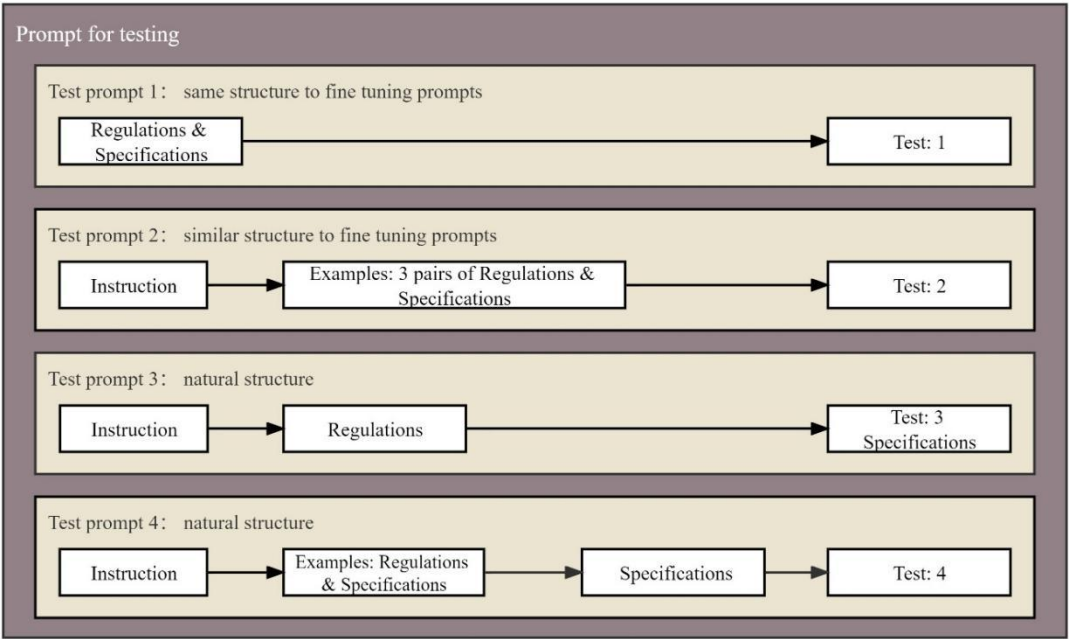 Prompt for testing
Test prompt 1： same structure to fine tuning prompts
Regulations &
Specifications
Test: 1
Test prompt 2： similar structure to fine tuning prompts
Instruction
Examples: 3 pairs of Regulations &
Specifications
Test: 2
Test prompt 3： natural structure
Instruction
Regulations
Test: 3
Specifications
Test prompt 4： natural structure
Instruction
Examples: Regulations
& Specifications
Specifications
Test: 4